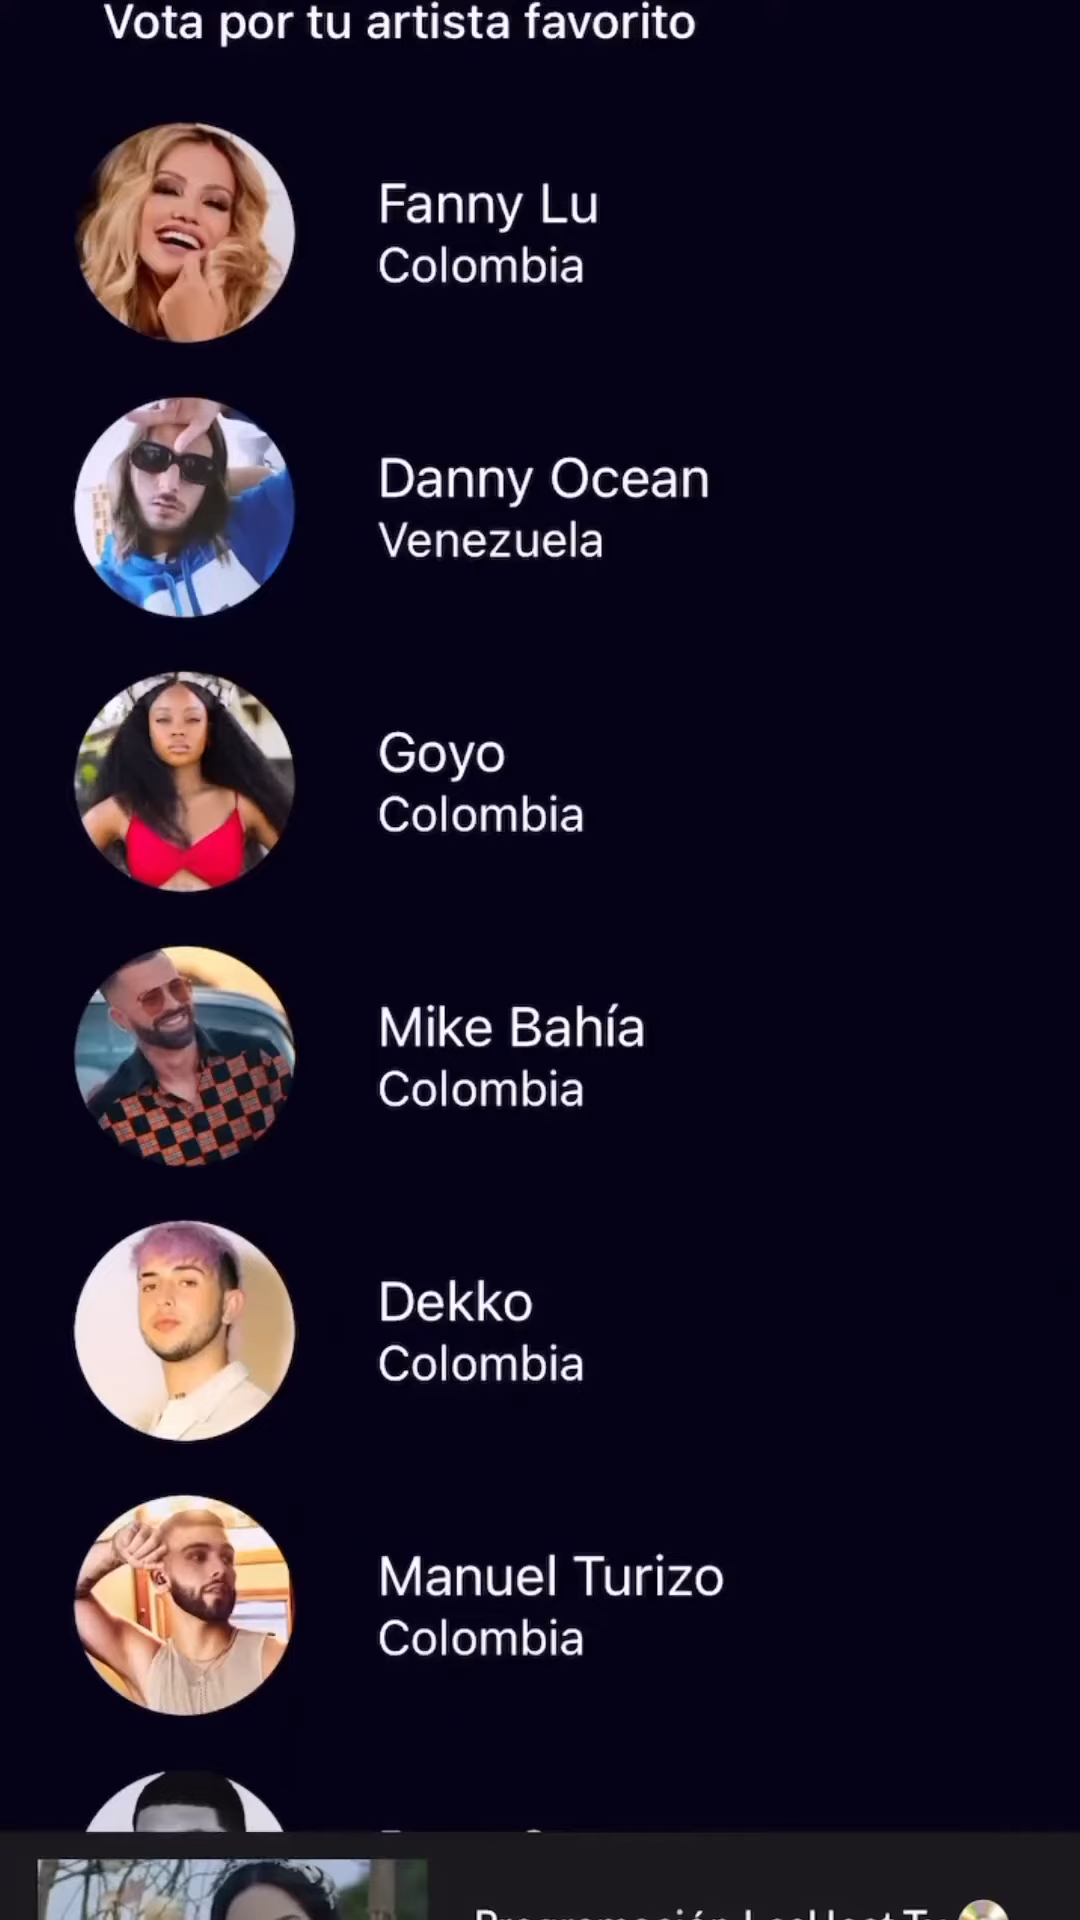 Vota por tu artista favorito
Fanny Lu
Colombia
Danny Ocean
Venezuela
Goyo
Colombia
Mike Bahía
Colombia
Dekko
Colombia
Manuel Turizo
Colombia
Programación